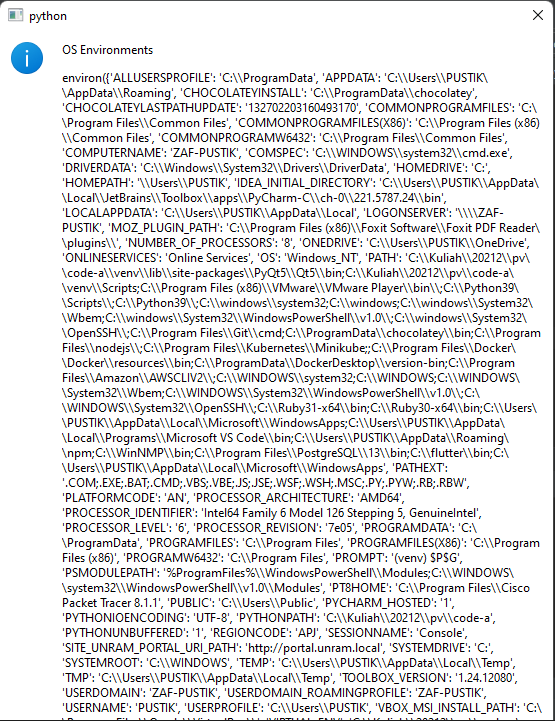 python
OS Environments
environ({'ALLUSERSPROFILE': 'C:\\ProgramData', 'APPDATA': 'C:\\Users\\PUSTIK\
\AppData\\Roaming', 'CHOCOLATEYINSTALL': 'C:\\ProgramData\\chocolatey',
'CHOCOLATEYLASTPATHUPDATE': '132702203160493170', 'COMMONPROGRAMFILES': 'C:\
\Program Files\\Common Files', 'COMMONPROGRAMFILES(X86)': 'C:\\Program Files (x86)
\\Common Files', 'COMMONPROGRAMW6432': 'C:\\Program Files\\Common Files',
'COMPUTERNAME': 'ZAF-PUSTIK', 'COMSPEC': 'C:\\WINDOWS\\system32\\cmd.exe',
'DRIVERDATA': 'C:\\Windows\\System32\\Drivers\\DriverData', 'HOMEDRIVE': 'C:',
'HOMEPATH': '\\Users\\PUSTIK', 'IDEA_INITIAL_DIRECTORY': 'C:\\Users\\PUSTIK\\AppData\
\Local\\JetBrains\\Toolbox\\apps\\PyCharm-C\\ch-0\\221.5787.24\\bin',
'LOCALAPPDATA': 'C:\\Users\\PUSTIK\\AppData\\Local', 'LOGONSERVER': '\\\\ZAF-
PUSTIK', 'MOZ_PLUGIN_PATH': 'C:\\Program Files (x86)\\Foxit Software\\Foxit PDF Reader\
\plugins\\', 'NUMBER_OF_PROCESSORS': '8', 'ONEDRIVE': 'C:\\Users\\PUSTIK\\OneDrive',
'ONLINESERVICES': 'Online Services', 'OS': 'Windows_NT', 'PATH': 'C:\\Kuliah\\20212\\pv\
\code-a\\venv\\lib\\site-packages\\PyQt5\\Qt5\\bin;C:\\Kuliah\\20212\\pv\\code-a\
\venv\\Scripts;C:\\Program Files (x86)\\VMware\\VMware Player\\bin\\;C:\\Python39\
\Scripts\\;C:\\Python39\\;C:\\windows\\system32;C:\\windows;C:\\windows\\System32\
\Wbem;C:\\windows\\System32\\WindowsPowerShell\\v1.0\\;C:\\windows\\System32\
\OpenSSH\\;C:\\Program Files\\Git\\cmd;C:\\ProgramData\\chocolatey\\bin;C:\\Program
Files\\nodejs\\;C:\\Program Files\\Kubernetes\\Minikube;;C:\\Program Files\\Docker\
\Docker\\resources\\bin;C:\\ProgramData\\DockerDesktop\\version-bin;C:\\Program
Files\\Amazon\\AWSCLIV2\\;C:\\WINDOWS\\system32;C:\\WINDOWS;C:\\WINDOWS\
\System32\\Wbem;C:\\WINDOWS\\System32\\WindowsPowerShell\\v1.0\\;C:\
\WINDOWS\\System32\\OpenSSH\\;C:\\Ruby31-x64\\bin;C:\\Ruby30-x64\\bin;C:\\Users\
\PUSTIK\\AppData\\Local\\Microsoft\\WindowsApps;C:\\Users\\PUSTIK\\AppData\
\Local\\Programs\\Microsoft VS Code\\bin;C:\\Users\\PUSTIK\\AppData\\Roaming\
\npm;C:\\WinNMP\\bin;C:\\Program Files\\PostgreSQL\\13\\bin;C:\\flutter\\bin;C:\
\Users\\PUSTIK\\AppData\\Local\\Microsoft\\WindowsApps', 'PATHEXT':
'.COM;.EXE;.BAT;.CMD;.VBS;.VBE;.JS;.JSE;.WSF;.WSH;.MSC;.PY;.PYW;.RB;.RBW',
'PLATFORMCODE': 'AN', 'PROCESSOR_ARCHITECTURE': 'AMD64',
'PROCESSOR_IDENTIFIER': 'Intel64 Family 6 Model 126 Stepping 5, GenuineIntel',
'PROCESSOR_LEVEL': '6', 'PROCESSOR_REVISION': '7e05', 'PROGRAMDATA': 'C:\
\ProgramData', 'PROGRAMFILES': 'C:\\Program Files', 'PROGRAMFILES(X86)': 'C:\\Program
Files (x86)', 'PROGRAMW6432': 'C:\\Program Files', 'PROMPT': '(venv) $P$G',
'PSMODULEPATH': '%ProgramFiles%\\WindowsPowerShell\\Modules;C:\\WINDOWS\
\system32\\WindowsPowerShell\\v1.0\\Modules', 'PT8HOME': 'C:\\Program Files\\Cisco
Packet Tracer 8.1.1', 'PUBLIC': 'C:\\Users\\Public', 'PYCHARM_HOSTED': '1',
'PYTHONIOENCODING': 'UTF-8', 'PYTHONPATH': 'C:\\Kuliah\\20212\\pv\\code-a',
'PYTHONUNBUFFERED': '1', 'REGIONCODE': 'APJ', 'SESSIONNAME': 'Console',
'SITE_UNRAM_PORTAL_URI_PATH': 'http://portal.unram.local', 'SYSTEMDRIVE': 'C:',
'SYSTEMROOT': 'C:\\WINDOWS', 'TEMP': 'C:\\Users\\PUSTIK\\AppData\\Local\\Temp',
'TMP': 'C:\\Users\\PUSTIK\\AppData\\Local\\Temp', 'TOOLBOX_VERSION': '1.24.12080',
'USERDOMAIN': 'ZAF-PUSTIK', 'USERDOMAIN_ROAMINGPROFILE': 'ZAF-PUSTIK',
'USERNAME': 'PUSTIK', 'USERPROFILE': 'C:\\Users\\PUSTIK', 'VBOX_MSI_INSTALL_PATH': 'C:\